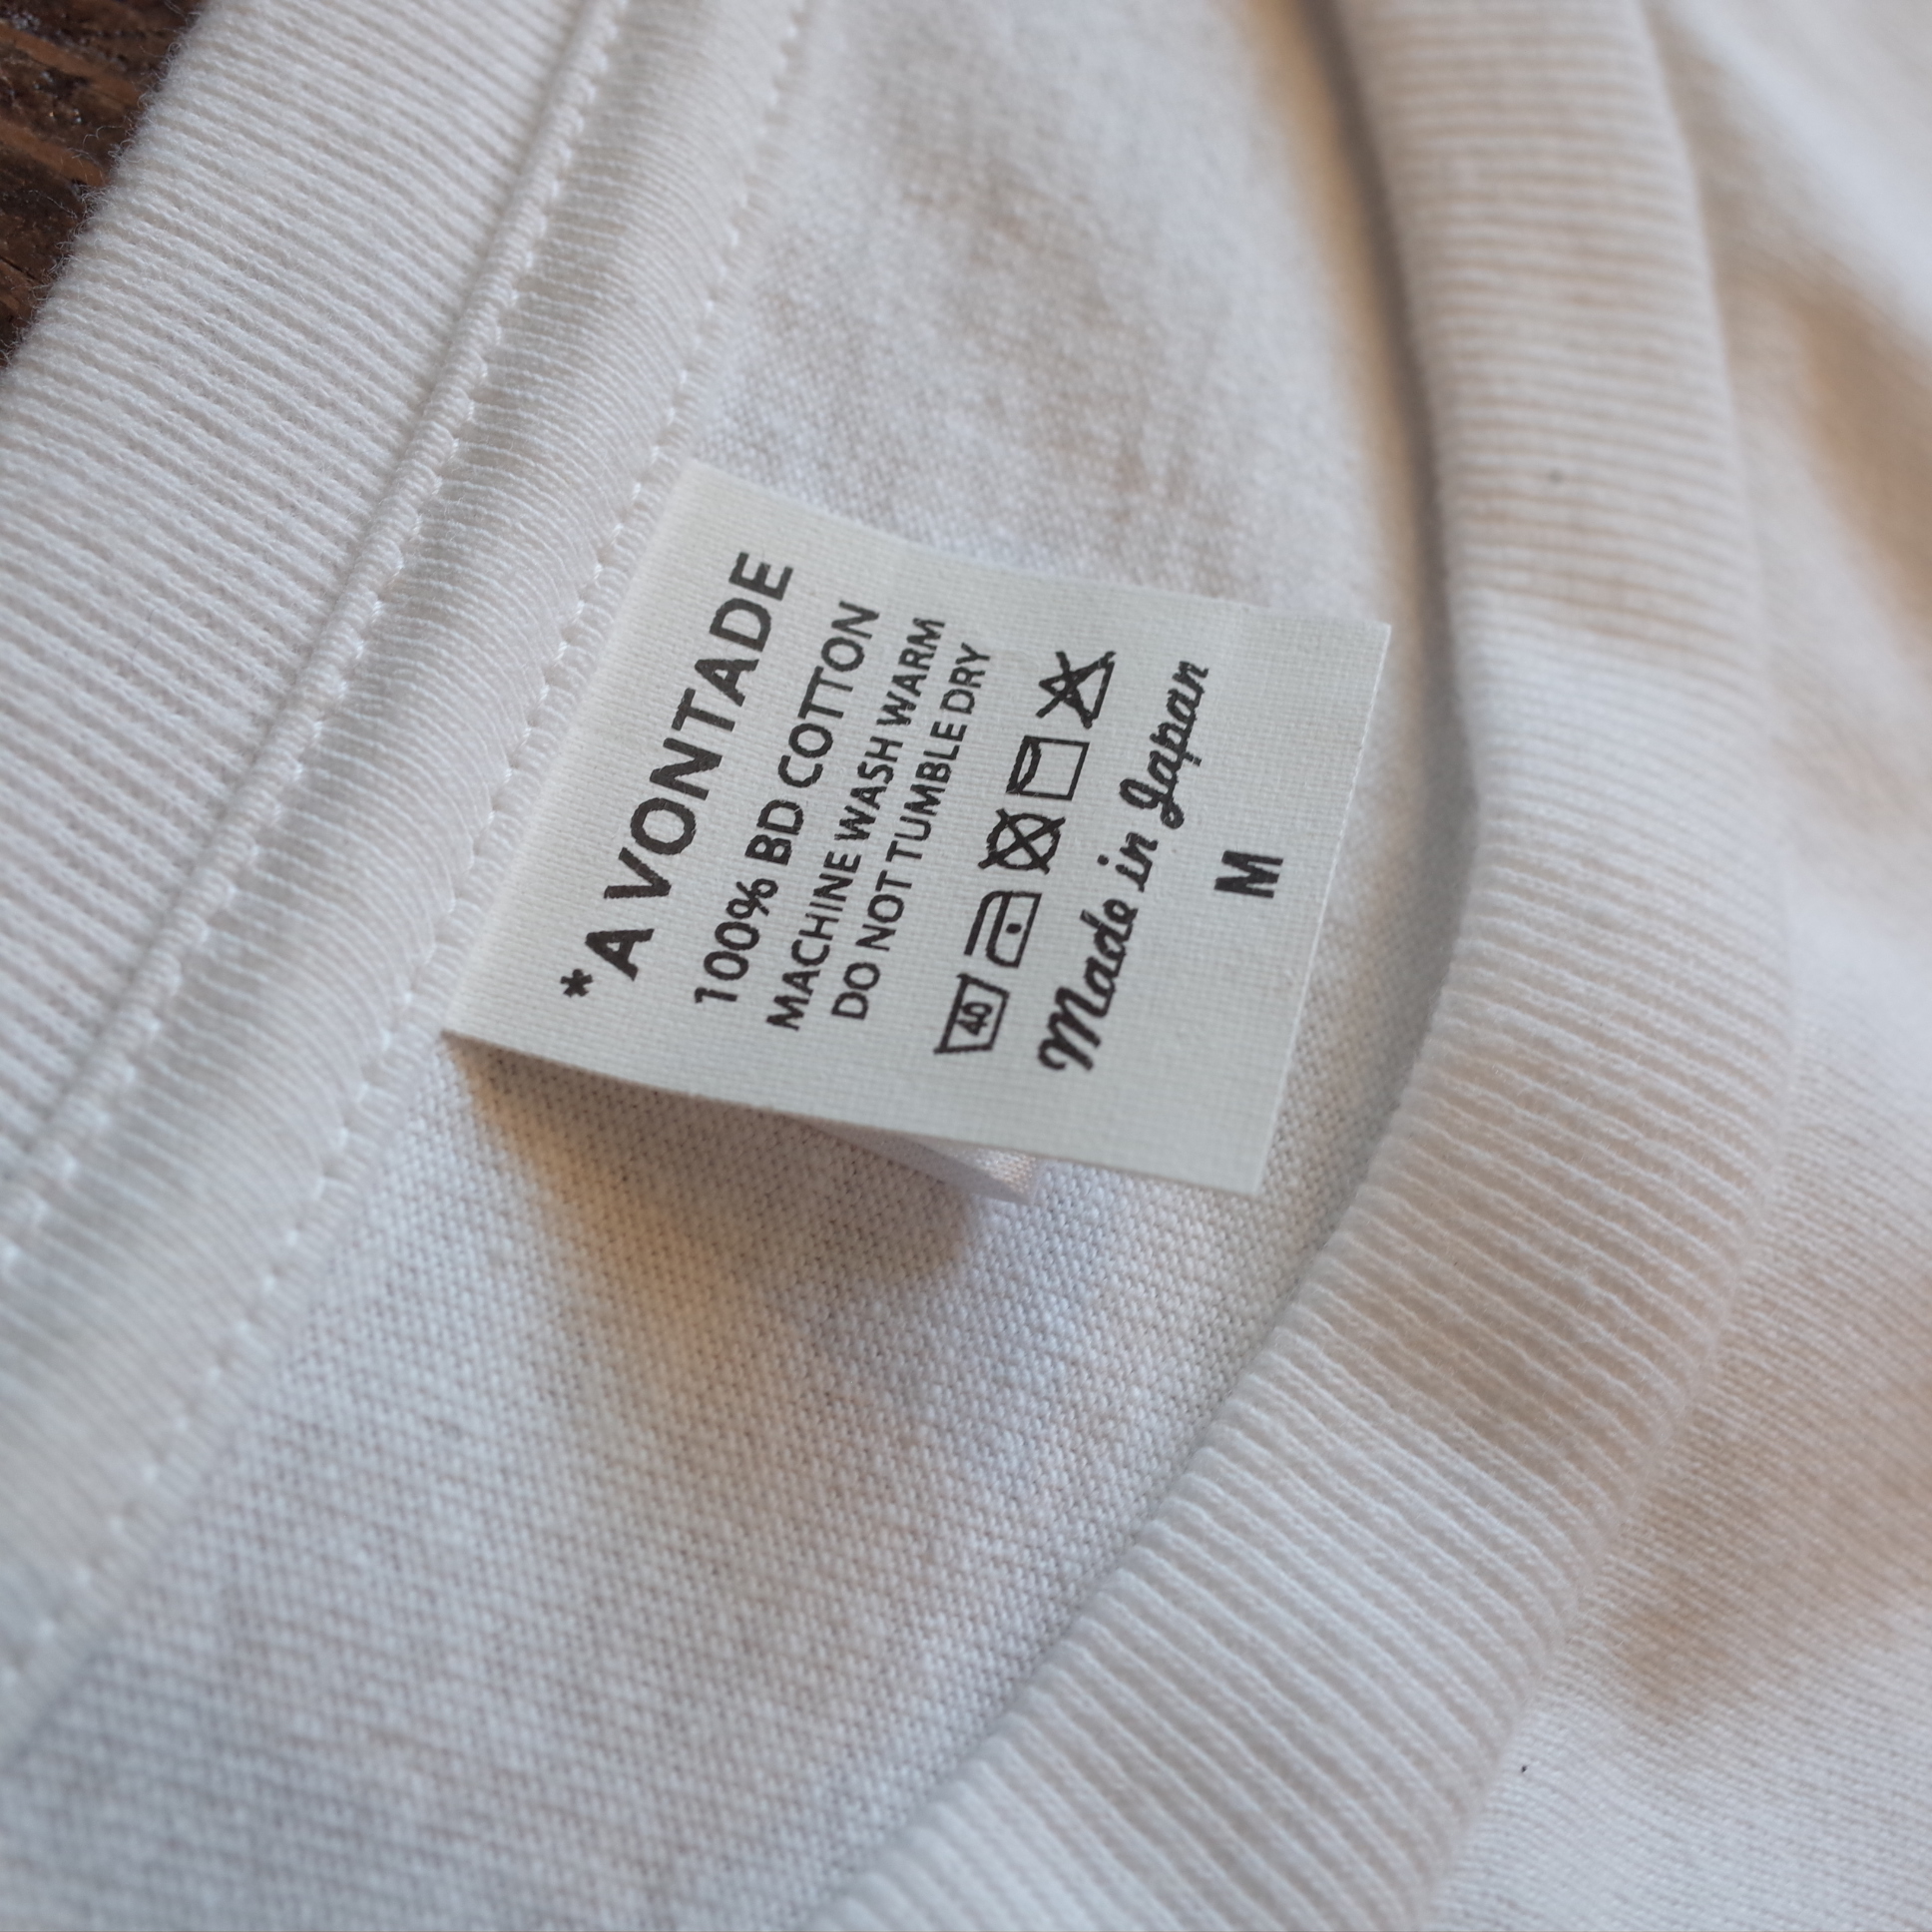 *A VONTADE
100% BD COTTON
MACHINE WASH WARM
DO NOT TUMBLE DRY
40
Made in Japan
M